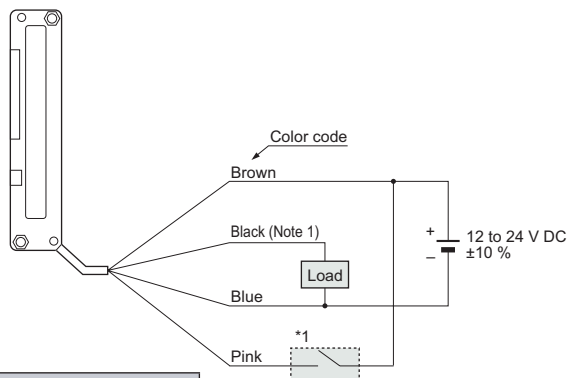 Color code
Brown
Black (Note 1)
+
12 to 24 V DC
±10 %
–
Load
Blue
*1
Pink